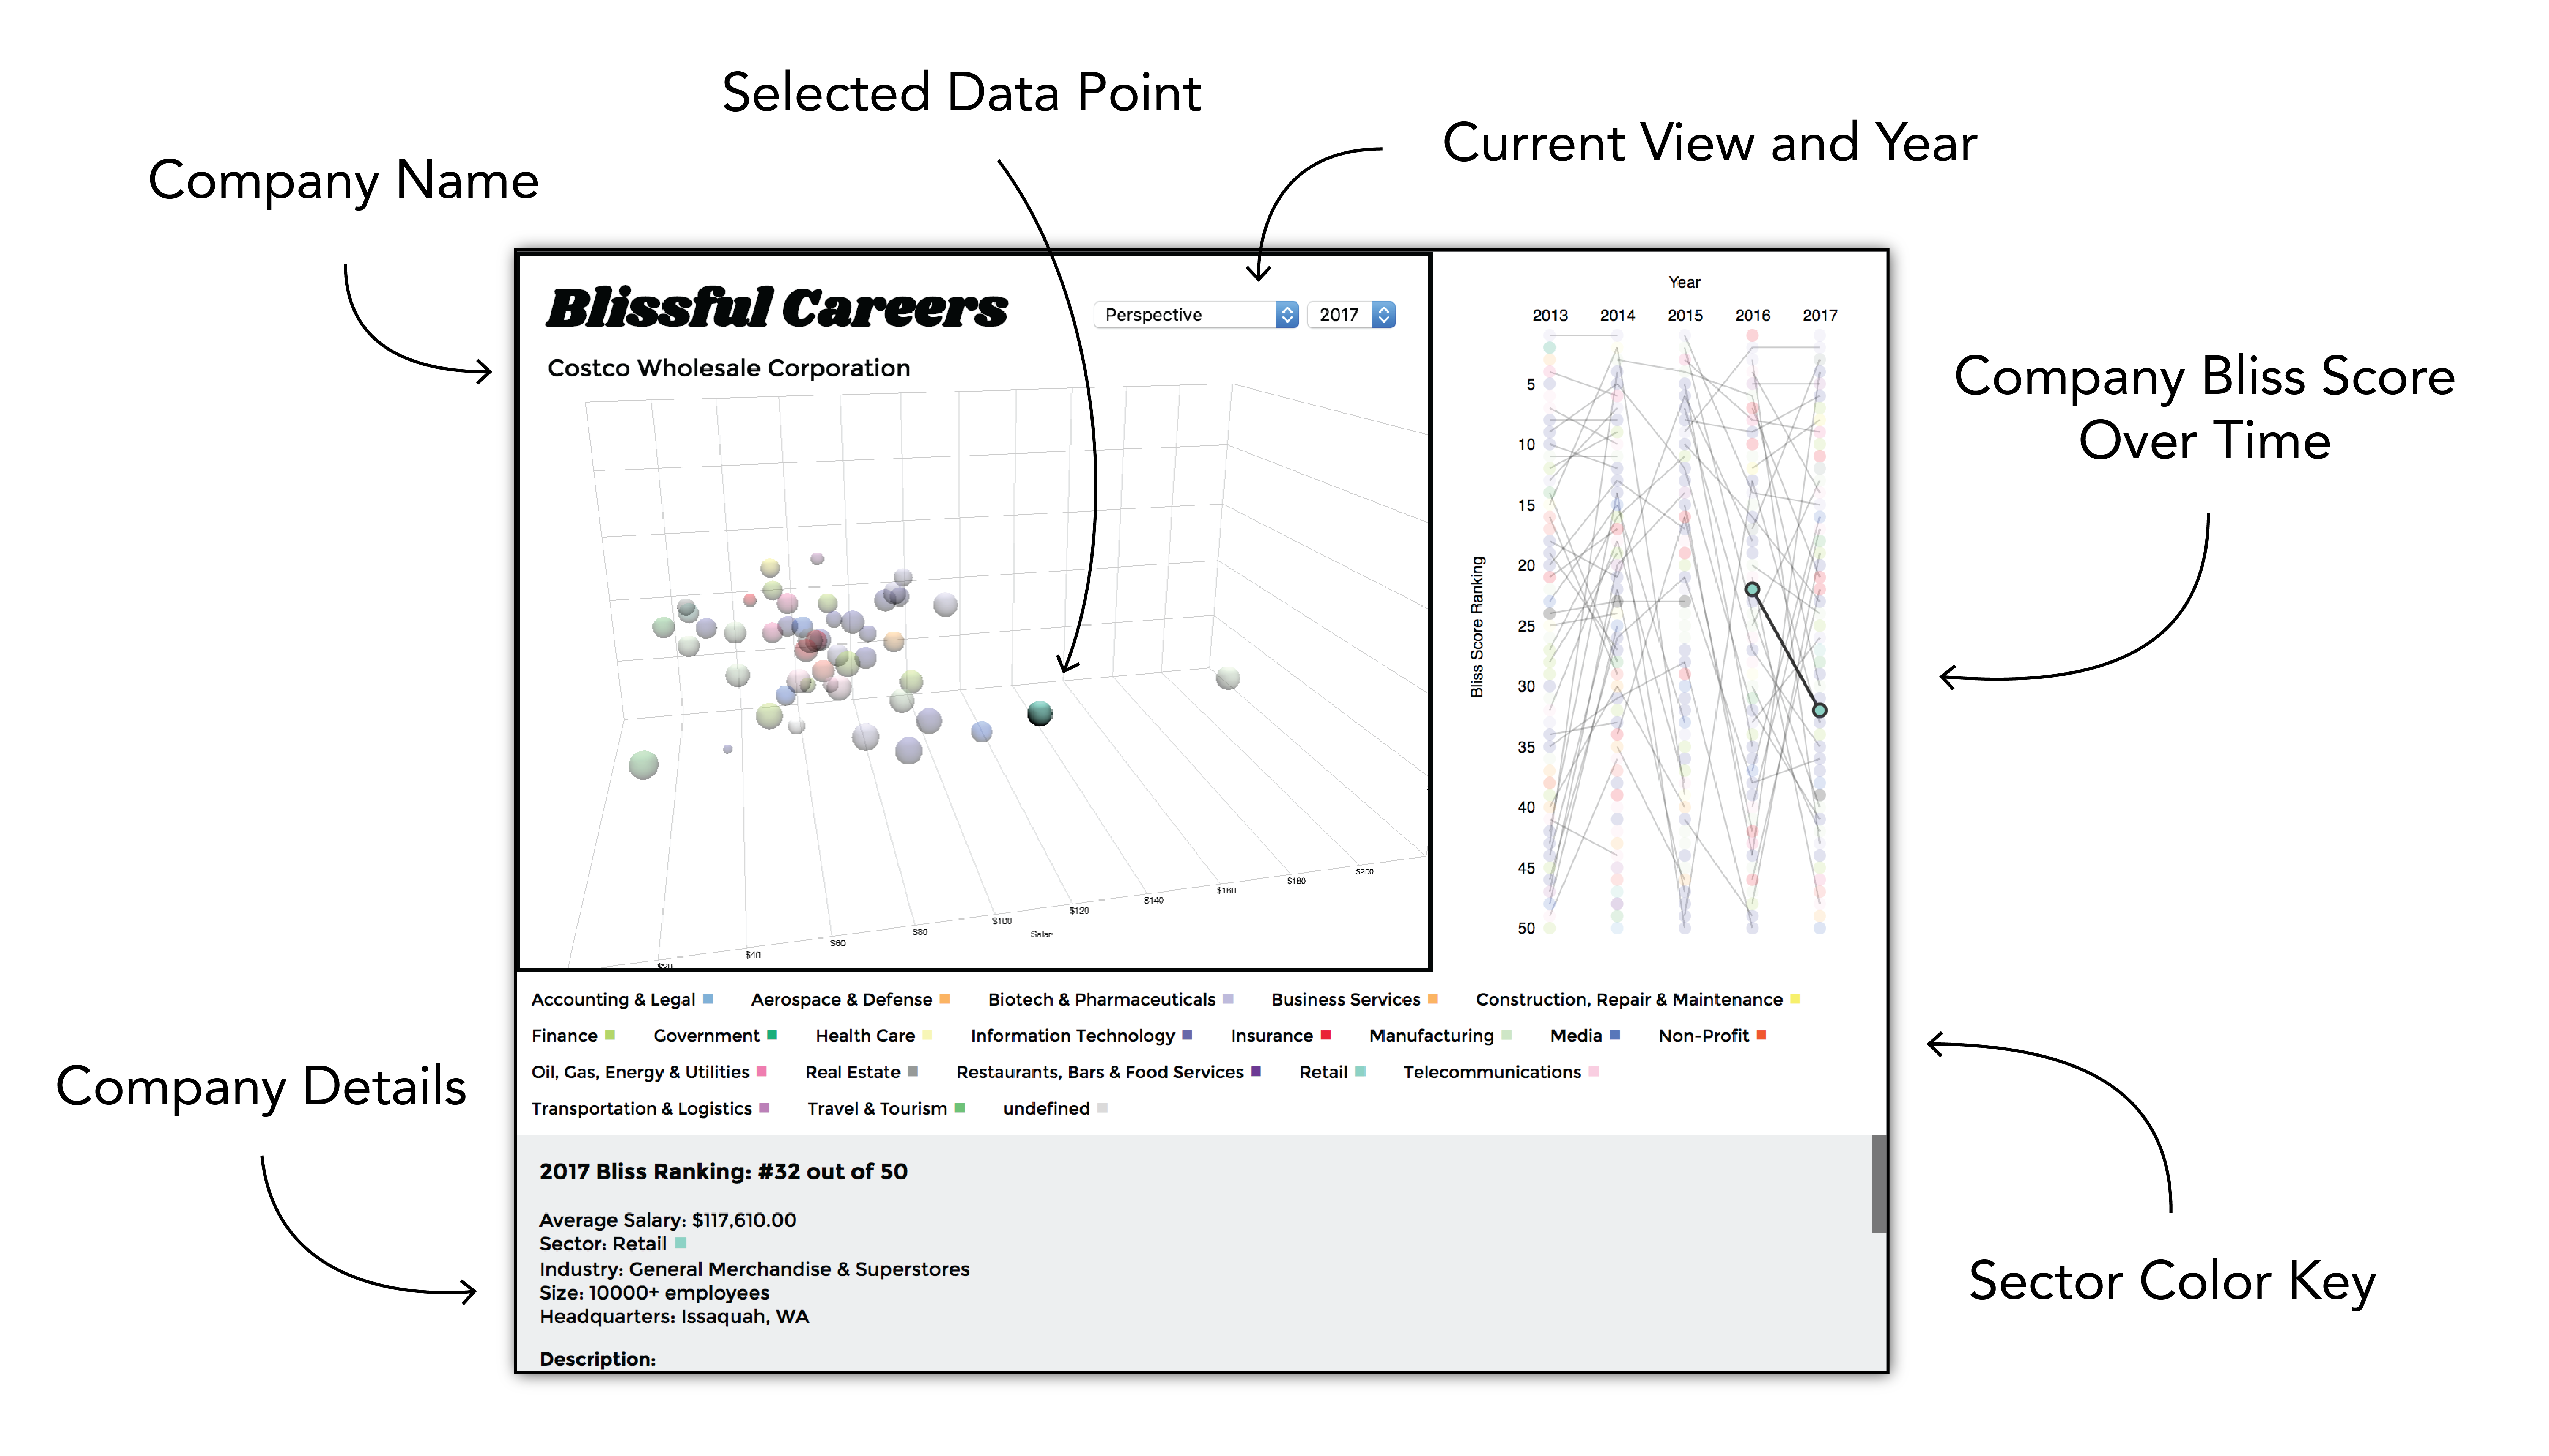 Selected Data Point
Current View and Year
Company Name
Blissful Careers
Perspective
2017
Costco Wholesale Corporation
Year
2013 2014 2015 2016 2017
Company Bliss Score
Over Time
Bliss Score Ranking
5
10
15
20
25
30
35
40
45
50
$20
$40
$60
$80
$100
$120
$140
$160
$180
$200
Salary
Accounting & Legal Aerospace & Defense Biotech & Pharmaceuticals Business Services Construction, Repair & Maintenance
Finance Government Health Care Information Technology Insurance Manufacturing Media Non-Profit
Oil, Gas, Energy & Utilities Real Estate Restaurants, Bars & Food Services Retail Telecommunications
Transportation & Logistics Travel & Tourism undefined
Company Details
Sector Color Key
2017 Bliss Ranking: #32 out of 50
Average Salary: $117,610.00
Sector: Retail
Industry: General Merchandise & Superstores
Size: 10000+ employees
Headquarters: Issaquah, WA
Description: